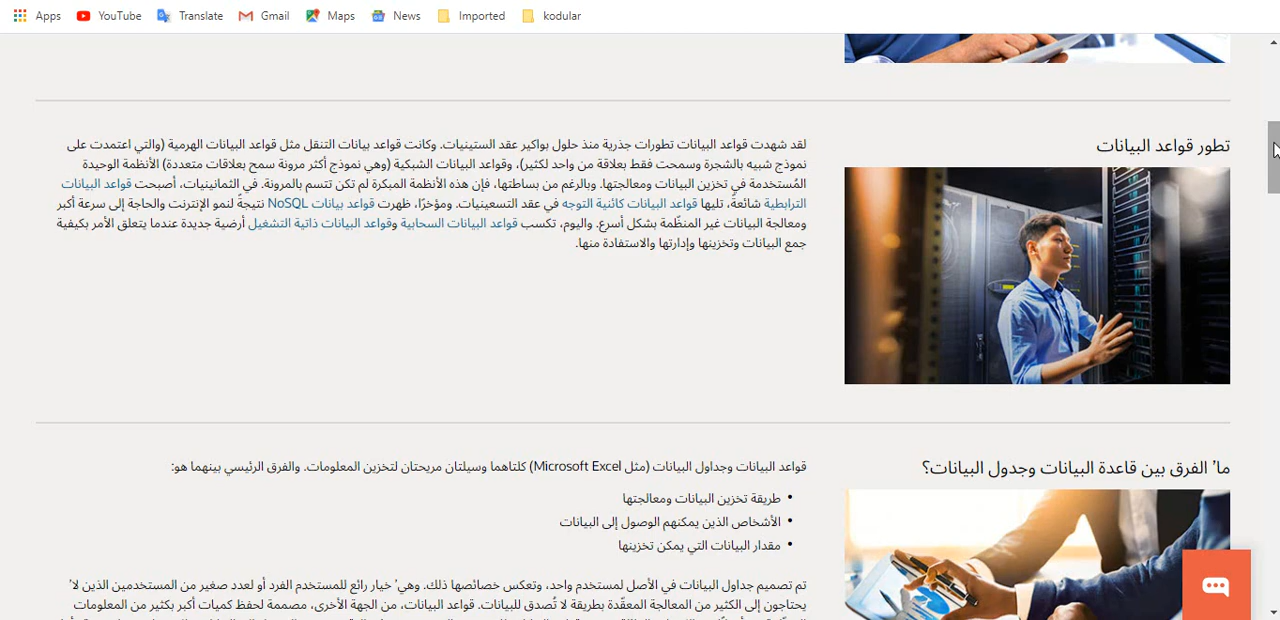 Apps YouTube Translate Gmail Maps News Imported kodular
تطور قواعد البيانات
لقد شهدت قواعد البيانات تطورات جذرية منذ حلول بواكير عقد الستينيات. وكانت قواعد بيانات التنقل مثل قواعد البيانات الهرمية (والتي اعتمدت على
نموذج شبيه بالشجرة وسمحت فقط بعلاقة من واحد لكثير)، وقواعد البيانات الشبكية (وهي نموذج أكثر مرونة سمح بعلاقات متعددة) الأنظمة الوحيدة
المُستخدمة في تخزين البيانات ومعالجتها. وبالرغم من بساطتها، فإن هذه الأنظمة المبكرة لم تكن تتسم بالمرونة. في الثمانينيات، أصبحت قواعد البيانات
الترابطية شائعةً، تليها قواعد البيانات كائنية التوجه في عقد التسعينيات. ومؤخرًا، ظهرت قواعد بيانات NoSQL نتيجةً لنمو الإنترنت والحاجة إلى سرعة أكبر
ومعالجة البيانات غير المنظّمة بشكل أسرع. واليوم، تكسب قواعد البيانات السحابية وقواعد البيانات ذاتية التشغيل أرضية جديدة عندما يتعلق الأمر بكيفية
جمع البيانات وتخزينها وإدارتها والاستفادة منها.
ما’ الفرق بين قاعدة البيانات وجدول البيانات؟
قواعد البيانات وجداول البيانات (مثل Microsoft Excel) كلتاهما وسيلتان مريحتان لتخزين المعلومات. والفرق الرئيسي بينهما هو:
• طريقة تخزين البيانات ومعالجتها
• الأشخاص الذين يمكنهم الوصول إلى البيانات
• مقدار البيانات التي يمكن تخزينها
تم تصميم جداول البيانات في الأصل لمستخدم واحد، وتعكس خصائصها ذلك. وهي’ خيار رائع للمستخدم الفرد أو لعدد صغير من المستخدمين الذين لا’
يحتاجون إلى الكثير من المعالجة المعقّدة بطريقة لا تُصدق للبيانات. قواعد البيانات، من الجهة الأخرى، مصممة لحفظ كميات أكبر بكثير من المعلومات